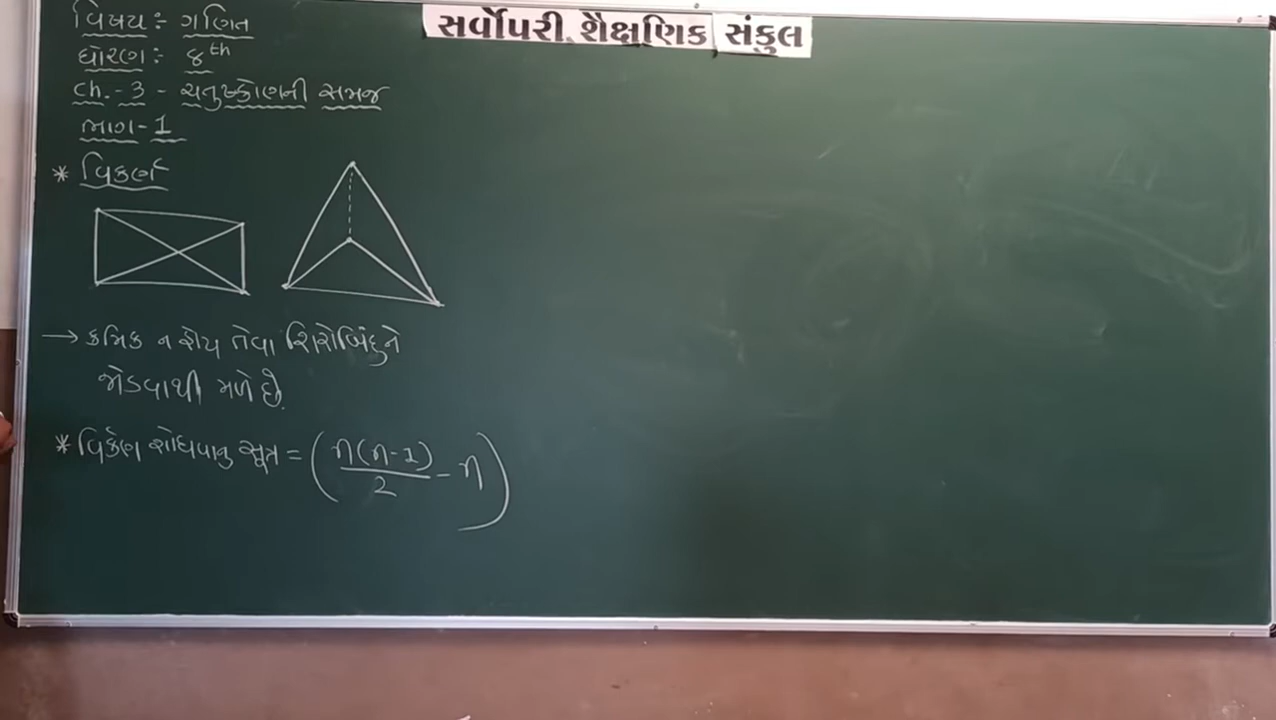 સર્વોપરી શૈક્ષણિક સંકુલ
વિષય :- ગણિત
ધોરણ :- ૪th
ch.- 3 - ચતુષ્કોણની સમજ
ભાગ-1
* વિકર્ણ
→ ક્રમિક ન હોય તેવા શિરોબિંદુને
જોડવાથી મળે છે.
* વિકર્ણ શોધવાનુ સૂત્ર = (n(n-1)/2 - n)